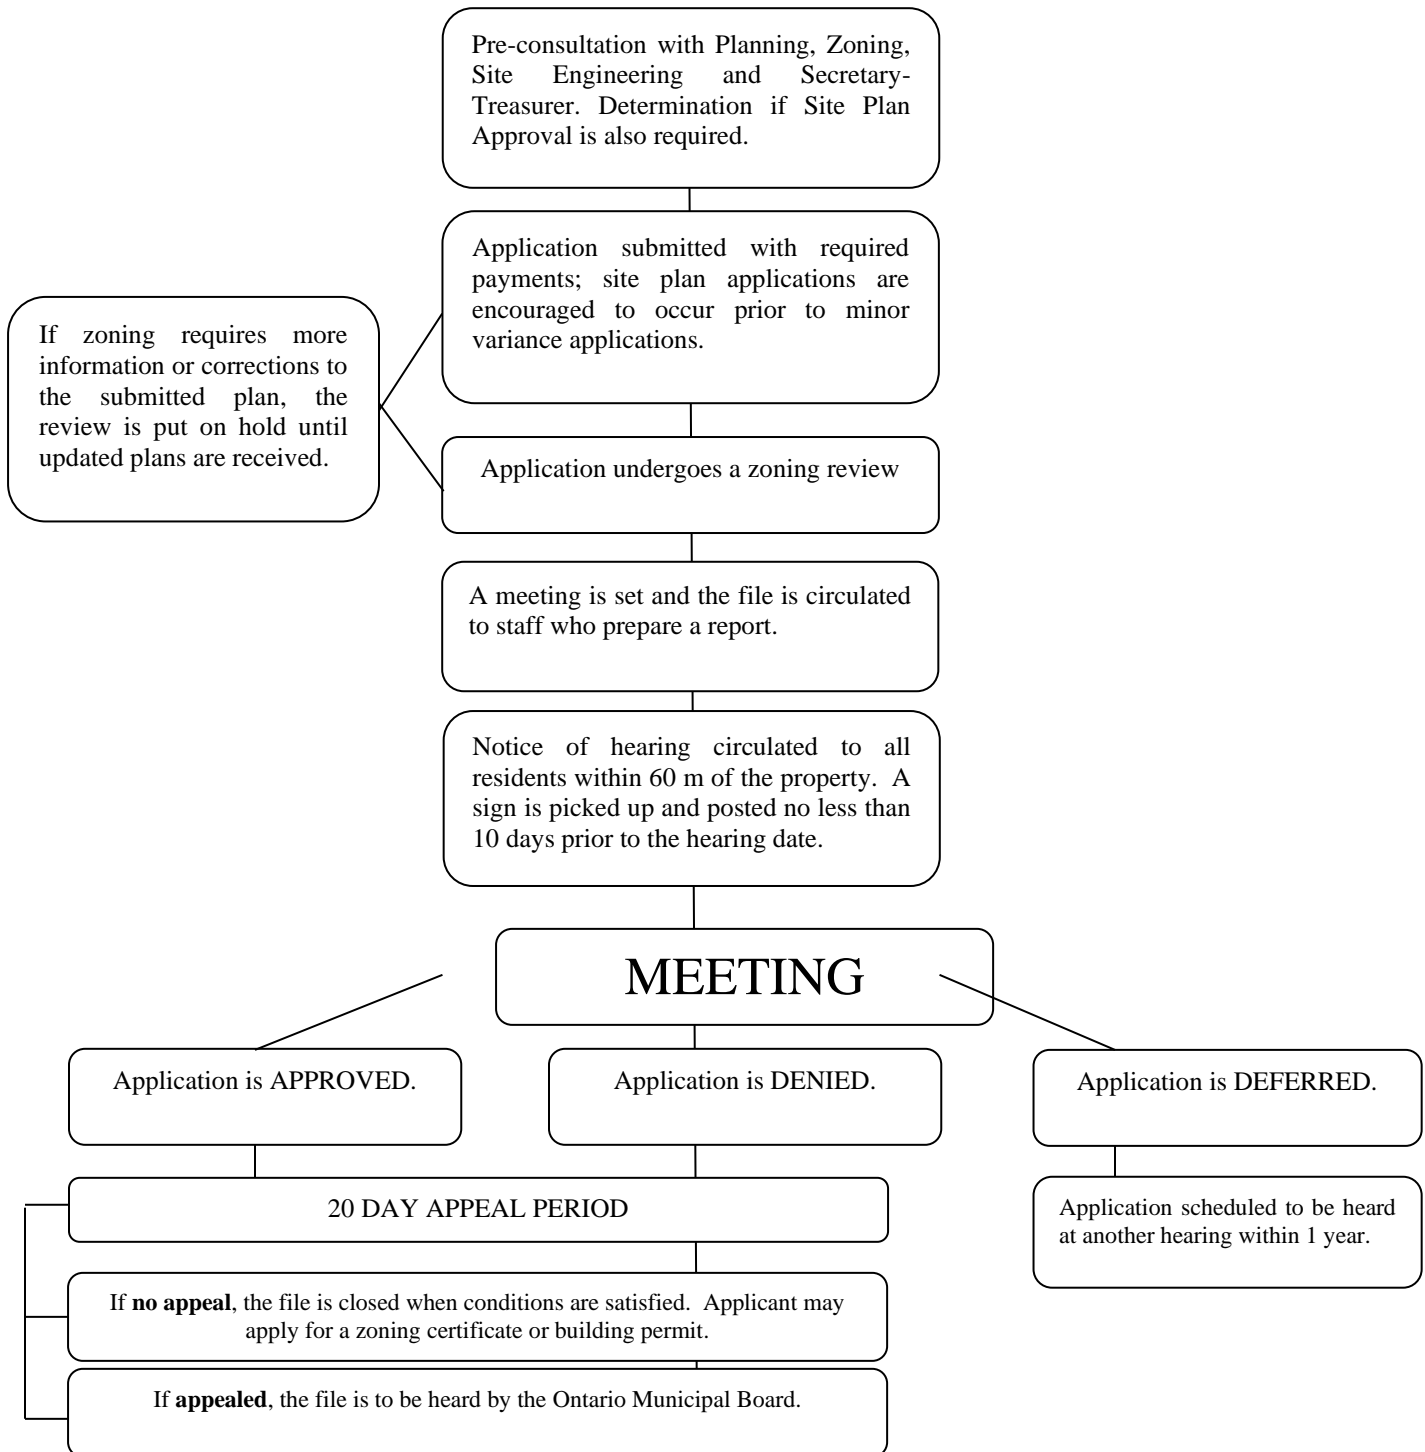 Pre-consultation with Planning, Zoning,
Site Engineering and Secretary-
Treasurer. Determination if Site Plan
Approval is also required.
Application submitted with required
payments; site plan applications are
encouraged to occur prior to minor
variance applications.
If zoning requires more
information or corrections to
the submitted plan, the
review is put on hold until
updated plans are received.
Application undergoes a zoning review
A meeting is set and the file is circulated
to staff who prepare a report.
Notice of hearing circulated to all
residents within 60 m of the property. A
sign is picked up and posted no less than
10 days prior to the hearing date.
MEETING
Application is APPROVED.
Application is DENIED.
Application is DEFERRED.
20 DAY APPEAL PERIOD
Application scheduled to be heard
at another hearing within 1 year.
If no appeal, the file is closed when conditions are satisfied. Applicant may
apply for a zoning certificate or building permit.
If appealed, the file is to be heard by the Ontario Municipal Board.